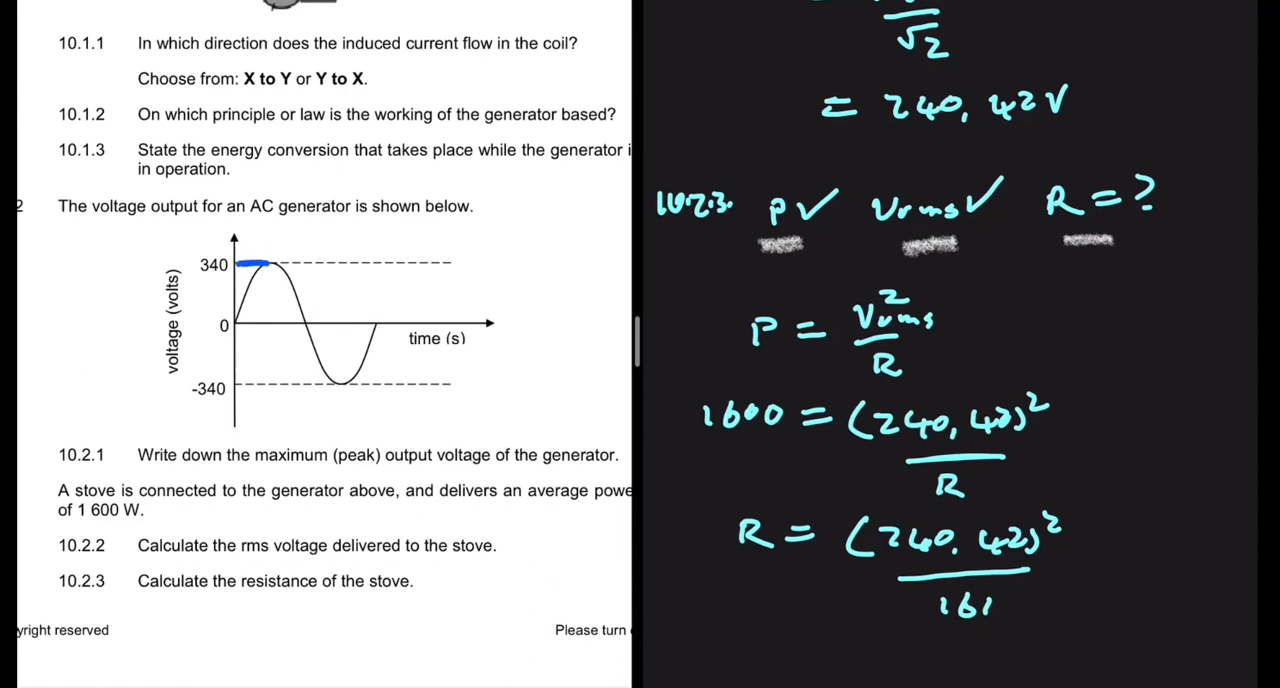 10.1.1 In which direction does the induced current flow in the coil?
Choose from: X to Y or Y to X.
10.1.2 On which principle or law is the working of the generator based?
10.1.3 State the energy conversion that takes place while the generator i
in operation.
2 The voltage output for an AC generator is shown below.
340
0
-340
voltage (volts)
time (s)
10.2.1 Write down the maximum (peak) output voltage of the generator.
A stove is connected to the generator above, and delivers an average powe
of 1 600 W.
10.2.2 Calculate the rms voltage delivered to the stove.
10.2.3 Calculate the resistance of the stove.
yright reserved
Please turn
√2
= 240,42V
10.2.3. P✓ Vrms✓ R=?
P = V²rms
R
1600 = (240,42)²
R
R = (240,42)²
161